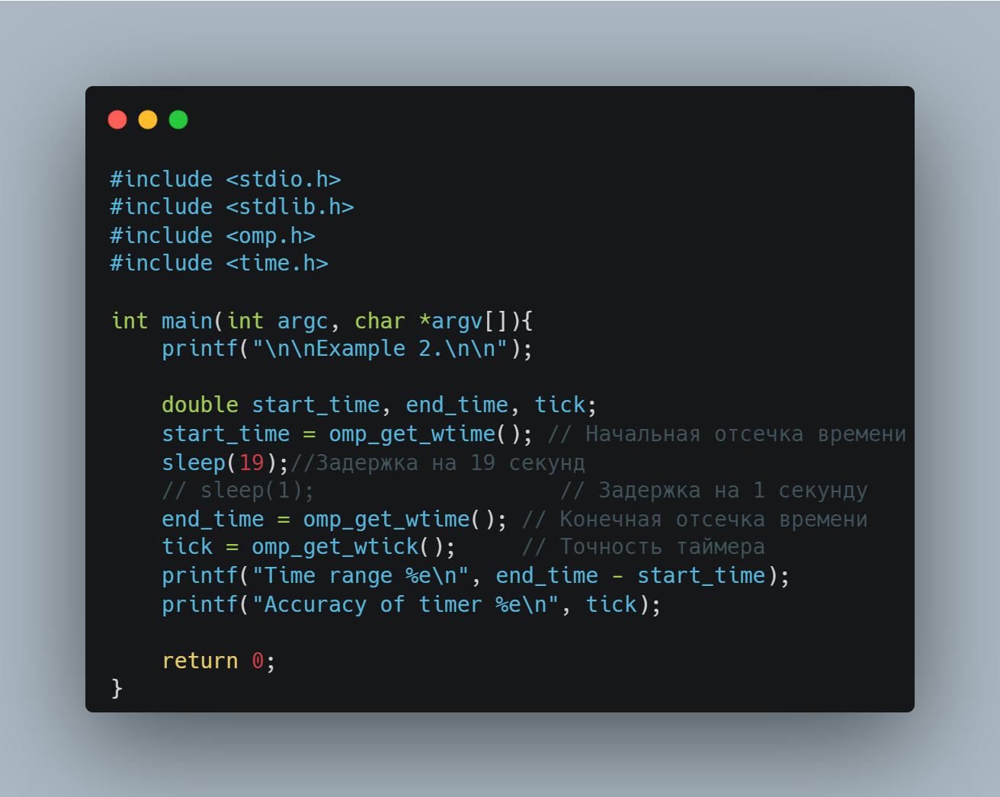 #include <stdio.h>
#include <stdlib.h>
#include <omp.h>
#include <time.h>
int main(int argc, char *argv[]){
    printf("\n\nExample 2.\n\n");
    double start_time, end_time, tick;
    start_time = omp_get_wtime(); // Начальная отсечка времени
    sleep(19);//Задержка на 19 секунд
    // sleep(1);                   // Задержка на 1 секунду
    end_time = omp_get_wtime(); // Конечная отсечка времени
    tick = omp_get_wtick();     // Точность таймера
    printf("Time range %e\n", end_time - start_time);
    printf("Accuracy of timer %e\n", tick);
    return 0;
}